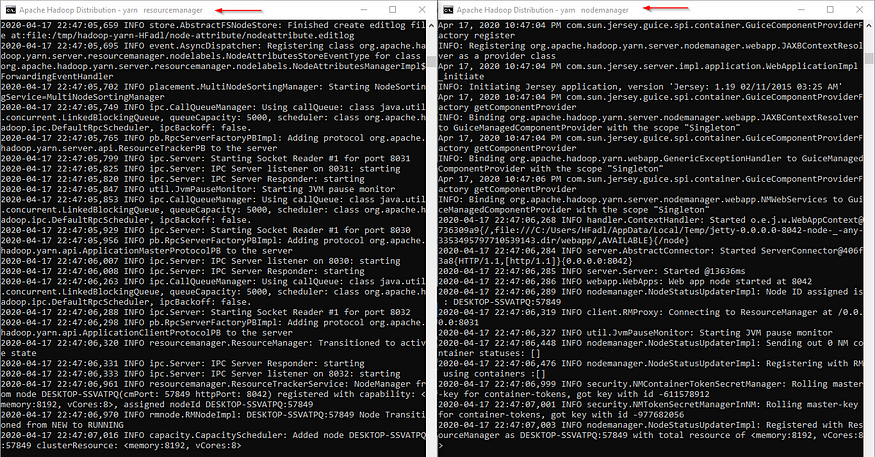 Apache Hadoop Distribution - yarn resourcemanager
2020-04-17 22:47:05,659 INFO store.AbstractFSNodeStore: Finished create editlog fil
e at:file:/tmp/hadoop-yarn-HFadl/node-attribute/nodeattribute.editlog
2020-04-17 22:47:05,695 INFO event.AsyncDispatcher: Registering class org.apache.ha
doop.yarn.server.resourcemanager.nodelabels.NodeAttributesStoreEventType for class
org.apache.hadoop.yarn.server.resourcemanager.nodelabels.NodeAttributesManagerImpl$
ForwardingEventHandler
2020-04-17 22:47:05,702 INFO placement.MultiNodeSortingManager: Starting NodeSortin
gService=MultiNodeSortingManager
2020-04-17 22:47:05,749 INFO ipc.CallQueueManager: Using callQueue: class java.util
.concurrent.LinkedBlockingQueue, queueCapacity: 5000, scheduler: class org.apache.h
adoop.ipc.DefaultRpcScheduler, ipcBackoff: false.
2020-04-17 22:47:05,765 INFO pb.RpcServerFactoryPBImpl: Adding protocol org.apache.
hadoop.yarn.server.api.ResourceTrackerPB to the server
2020-04-17 22:47:05,799 INFO ipc.Server: Starting Socket Reader #1 for port 8031
2020-04-17 22:47:05,825 INFO ipc.Server: IPC Server listener on 8031: starting
2020-04-17 22:47:05,820 INFO ipc.Server: IPC Server Responder: starting
2020-04-17 22:47:05,847 INFO util.JvmPauseMonitor: Starting JVM pause monitor
2020-04-17 22:47:05,853 INFO ipc.CallQueueManager: Using callQueue: class java.util
.concurrent.LinkedBlockingQueue, queueCapacity: 5000, scheduler: class org.apache.h
adoop.ipc.DefaultRpcScheduler, ipcBackoff: false.
2020-04-17 22:47:05,929 INFO ipc.Server: Starting Socket Reader #1 for port 8030
2020-04-17 22:47:05,956 INFO pb.RpcServerFactoryPBImpl: Adding protocol org.apache.
hadoop.yarn.api.ApplicationMasterProtocolPB to the server
2020-04-17 22:47:06,007 INFO ipc.Server: IPC Server listener on 8030: starting
2020-04-17 22:47:06,008 INFO ipc.Server: IPC Server Responder: starting
2020-04-17 22:47:06,263 INFO ipc.CallQueueManager: Using callQueue: class java.util
.concurrent.LinkedBlockingQueue, queueCapacity: 5000, scheduler: class org.apache.h
adoop.ipc.DefaultRpcScheduler, ipcBackoff: false.
2020-04-17 22:47:06,288 INFO ipc.Server: Starting Socket Reader #1 for port 8032
2020-04-17 22:47:06,298 INFO pb.RpcServerFactoryPBImpl: Adding protocol org.apache.
hadoop.yarn.api.ApplicationClientProtocolPB to the server
2020-04-17 22:47:06,320 INFO resourcemanager.ResourceManager: Transitioned to activ
e state
2020-04-17 22:47:06,331 INFO ipc.Server: IPC Server Responder: starting
2020-04-17 22:47:06,333 INFO ipc.Server: IPC Server listener on 8032: starting
2020-04-17 22:47:06,961 INFO resourcemanager.ResourceTrackerService: NodeManager fr
om node DESKTOP-SSVATPQ(cmPort: 57849 httpPort: 8042) registered with capability: <
memory:8192, vCores:8>, assigned nodeId DESKTOP-SSVATPQ:57849
2020-04-17 22:47:06,970 INFO rmnode.RMNodeImpl: DESKTOP-SSVATPQ:57849 Node Transiti
oned from NEW to RUNNING
2020-04-17 22:47:07,016 INFO capacity.CapacityScheduler: Added node DESKTOP-SSVATPQ
:57849 clusterResource: <memory:8192, vCores:8>
Apache Hadoop Distribution - yarn nodemanager
Apr 17, 2020 10:47:04 PM com.sun.jersey.guice.spi.container.GuiceComponentProviderF
actory register
INFO: Registering org.apache.hadoop.yarn.server.nodemanager.webapp.JAXBContextResol
ver as a provider class
Apr 17, 2020 10:47:04 PM com.sun.jersey.server.impl.application.WebApplicationImpl
_initiate
INFO: Initiating Jersey application, version 'Jersey: 1.19 02/11/2015 03:25 AM'
Apr 17, 2020 10:47:04 PM com.sun.jersey.guice.spi.container.GuiceComponentProviderF
actory getComponentProvider
INFO: Binding org.apache.hadoop.yarn.server.nodemanager.webapp.JAXBContextResolver
to GuiceManagedComponentProvider with the scope "Singleton"
Apr 17, 2020 10:47:04 PM com.sun.jersey.guice.spi.container.GuiceComponentProviderF
actory getComponentProvider
INFO: Binding org.apache.hadoop.yarn.webapp.GenericExceptionHandler to GuiceManaged
ComponentProvider with the scope "Singleton"
Apr 17, 2020 10:47:06 PM com.sun.jersey.guice.spi.container.GuiceComponentProviderF
actory getComponentProvider
INFO: Binding org.apache.hadoop.yarn.server.nodemanager.webapp.NMWebServices to Gui
ceManagedComponentProvider with the scope "Singleton"
2020-04-17 22:47:06,268 INFO handler.ContextHandler: Started o.e.j.w.WebAppContext@
736309a9{/,file:///C:/Users/HFadl/AppData/Local/Temp/jetty-0.0.0.0-8042-node-_-any-
3353495797710539143.dir/webapp/,AVAILABLE}{/node}
2020-04-17 22:47:06,284 INFO server.AbstractConnector: Started ServerConnector@406f
fa8{HTTP/1.1,[http/1.1]}{0.0.0.0:8042}
2020-04-17 22:47:06,285 INFO server.Server: Started @13636ms
2020-04-17 22:47:06,286 INFO webapp.WebApps: Web app node started at 8042
2020-04-17 22:47:06,289 INFO nodemanager.NodeStatusUpdaterImpl: Node ID assigned is
: DESKTOP-SSVATPQ:57849
2020-04-17 22:47:06,319 INFO client.RMProxy: Connecting to ResourceManager at /0.0.
0.0:8031
2020-04-17 22:47:06,327 INFO util.JvmPauseMonitor: Starting JVM pause monitor
2020-04-17 22:47:06,448 INFO nodemanager.NodeStatusUpdaterImpl: Sending out 0 NM co
ntainer statuses: []
2020-04-17 22:47:06,476 INFO nodemanager.NodeStatusUpdaterImpl: Registering with RM
using containers :[]
2020-04-17 22:47:06,999 INFO security.NMContainerTokenSecretManager: Rolling master
-key for container-tokens, got key with id -611578912
2020-04-17 22:47:07,001 INFO security.NMTokenSecretManagerInNM: Rolling master-key
for container-tokens, got key with id -977682056
2020-04-17 22:47:07,003 INFO nodemanager.NodeStatusUpdaterImpl: Registered with Res
ourceManager as DESKTOP-SSVATPQ:57849 with total resource of <memory:8192, vCores:8
>